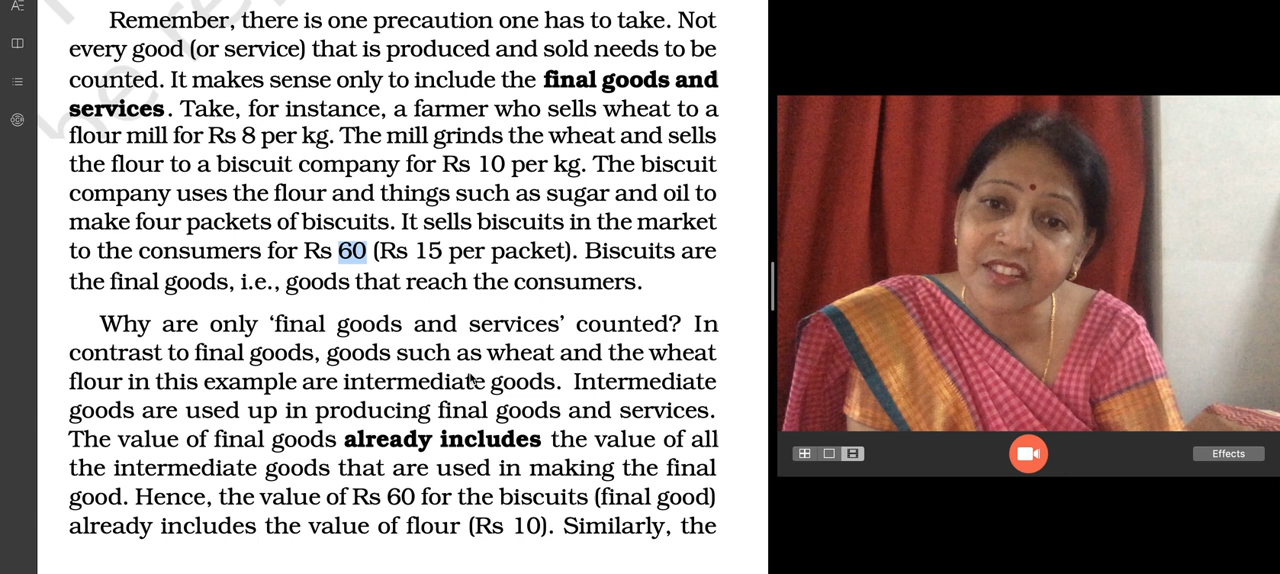 Remember, there is one precaution one has to take. Not
every good (or service) that is produced and sold needs to be
counted. It makes sense only to include the final goods and
services. Take, for instance, a farmer who sells wheat to a
flour mill for Rs 8 per kg. The mill grinds the wheat and sells
the flour to a biscuit company for Rs 10 per kg. The biscuit
company uses the flour and things such as sugar and oil to
make four packets of biscuits. It sells biscuits in the market
to the consumers for Rs 60 (Rs 15 per packet). Biscuits are
the final goods, i.e., goods that reach the consumers.
Why are only ‘final goods and services’ counted? In
contrast to final goods, goods such as wheat and the wheat
flour in this example are intermediate goods. Intermediate
goods are used up in producing final goods and services.
The value of final goods already includes the value of all
the intermediate goods that are used in making the final
good. Hence, the value of Rs 60 for the biscuits (final good)
already includes the value of flour (Rs 10). Similarly, the
Effects